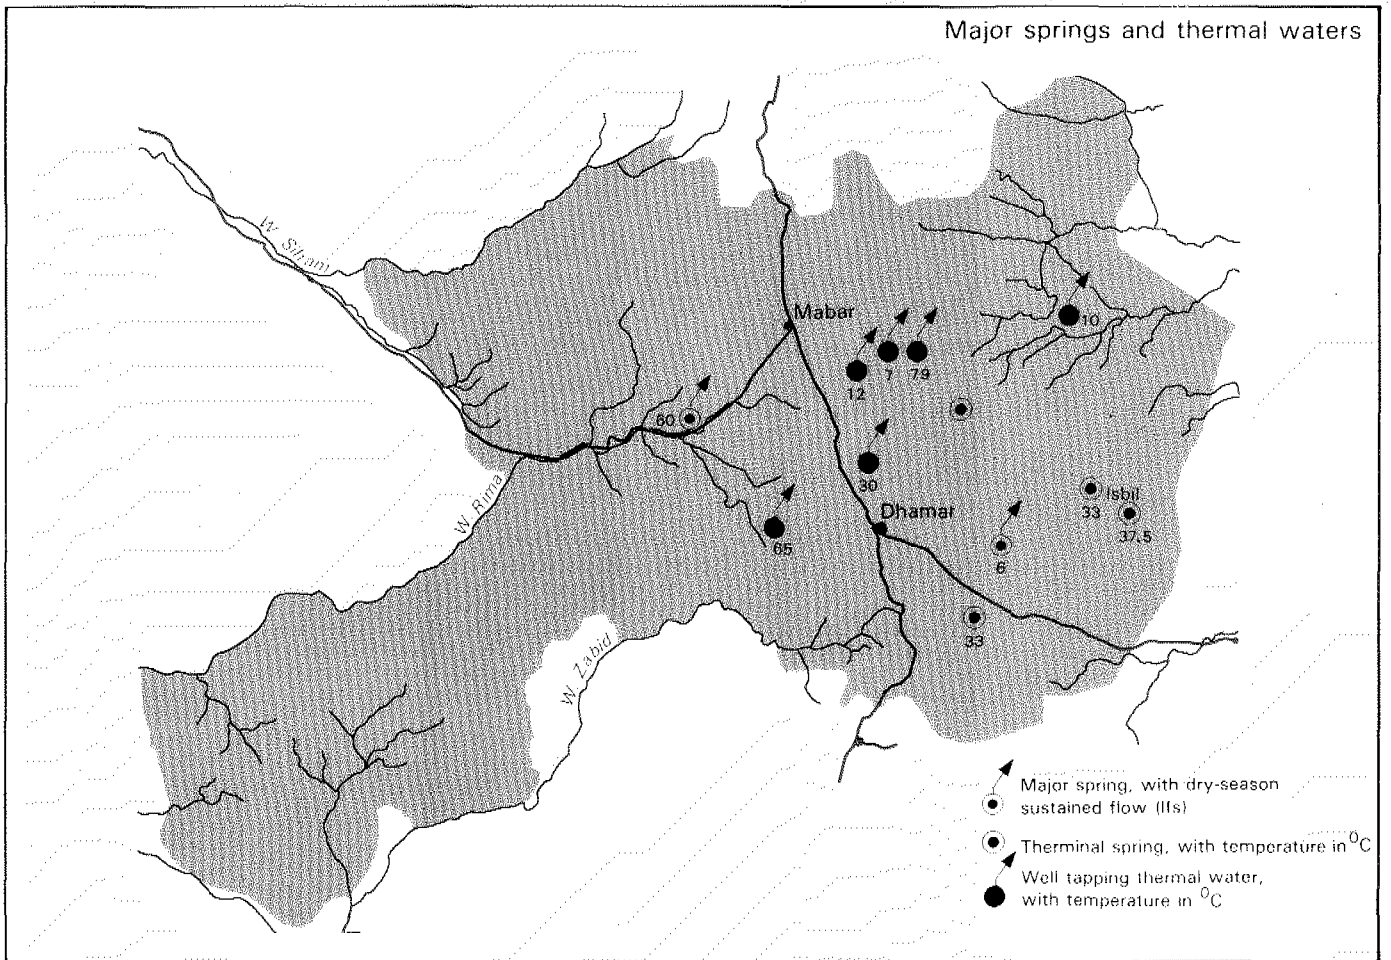 Major springs and thermal waters
W. Siham
Mabar
10
12
7
79
60
30
W. Rima
Isbil
33
37.5
Dhamar
65
6
33
W. Zabid
Major spring, with dry-season
sustained flow (lfs)
Therminal spring, with temperature in °C
Well tapping thermal water,
with temperature in °C